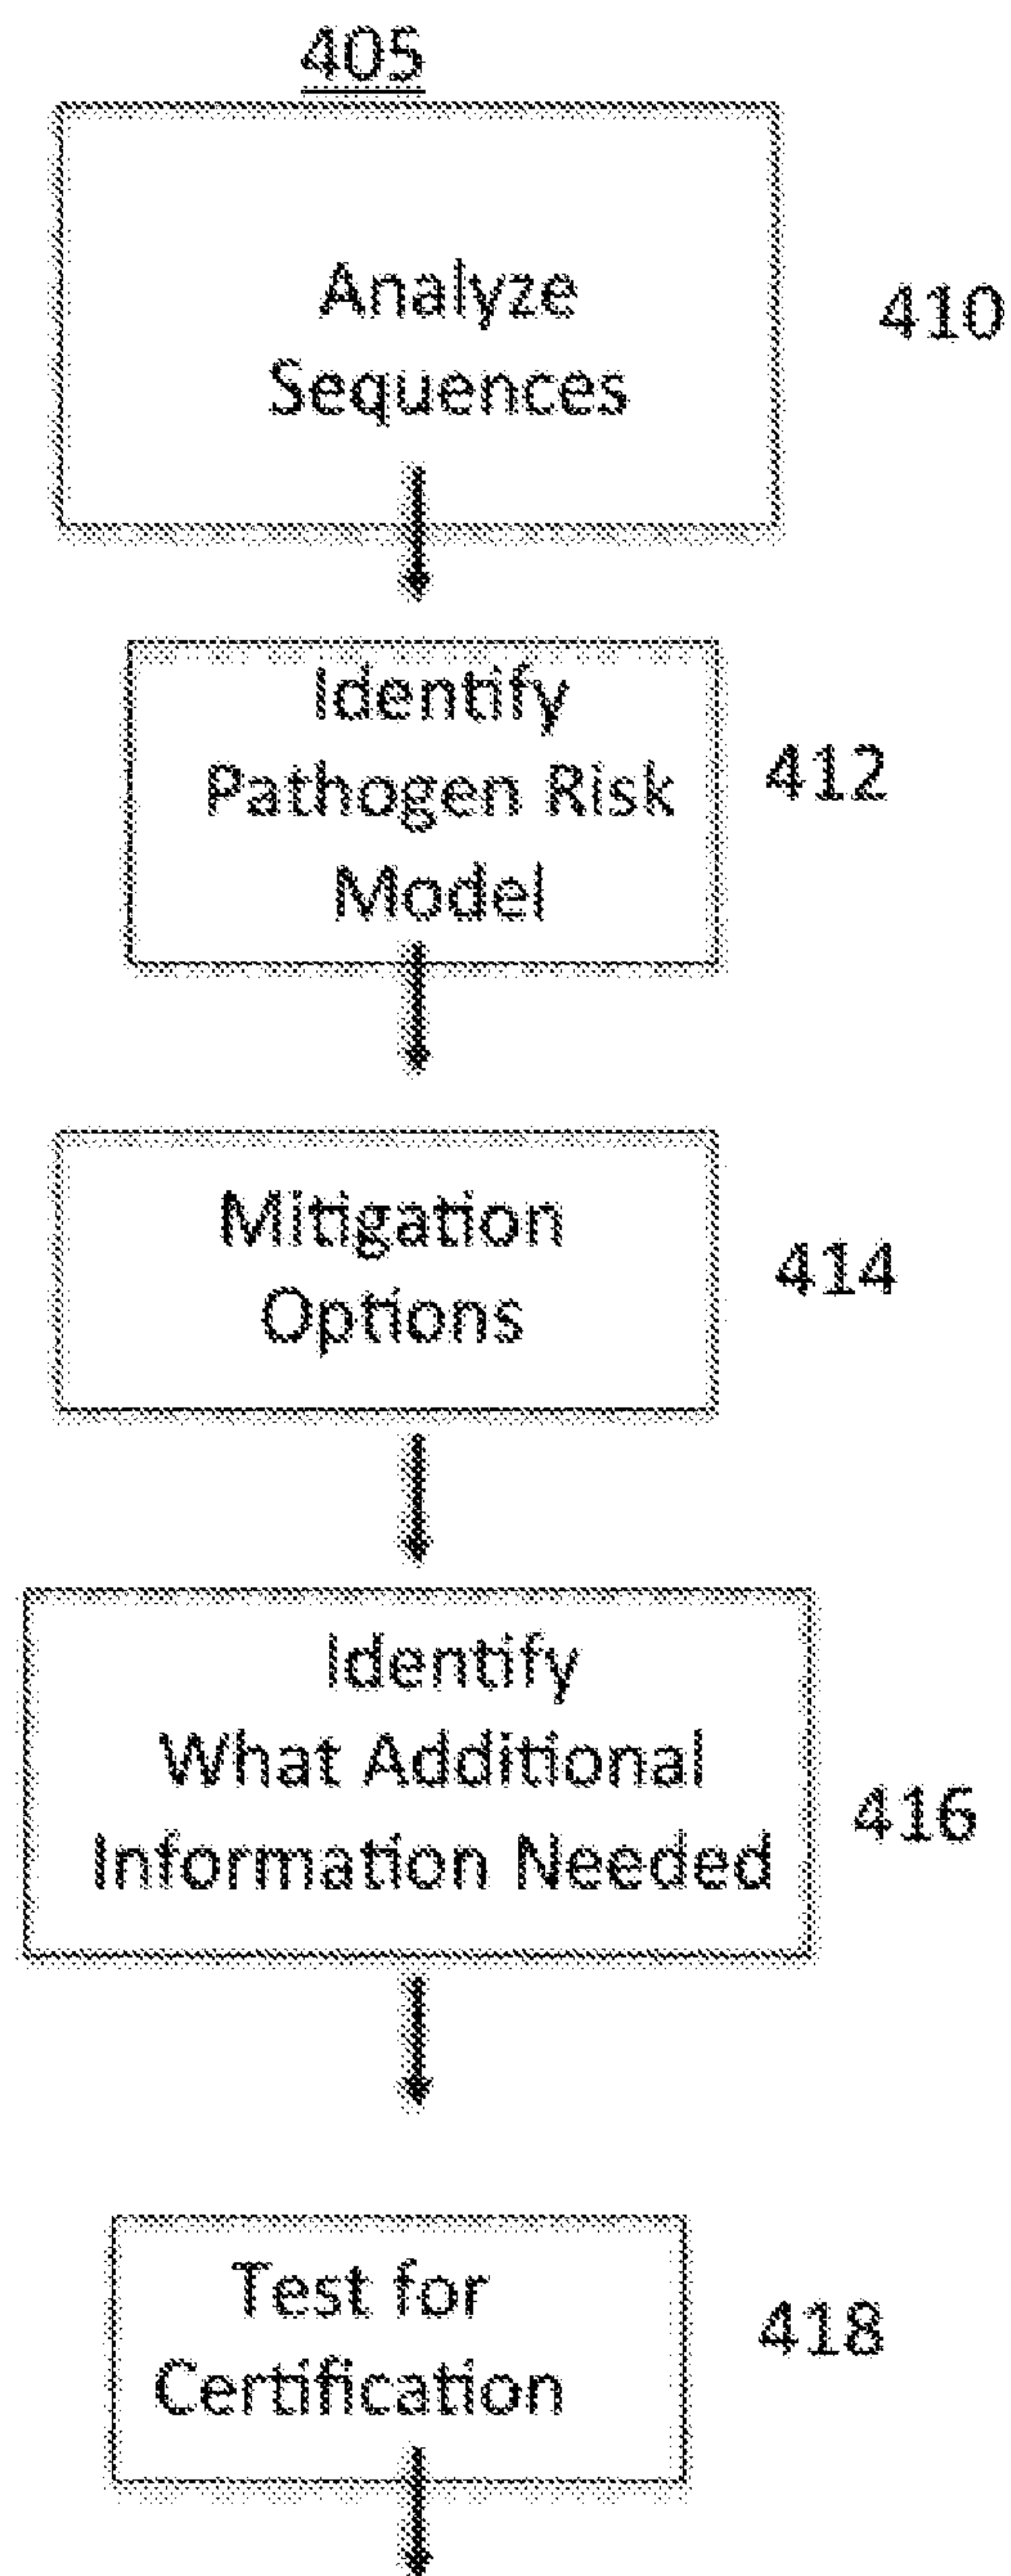 405
Analyze
Sequences
410
Identify
Pathogen Risk
Model
412
Mitigation
Options
414
Identify
What Additional
Information Needed
416
Test for
Certification
418